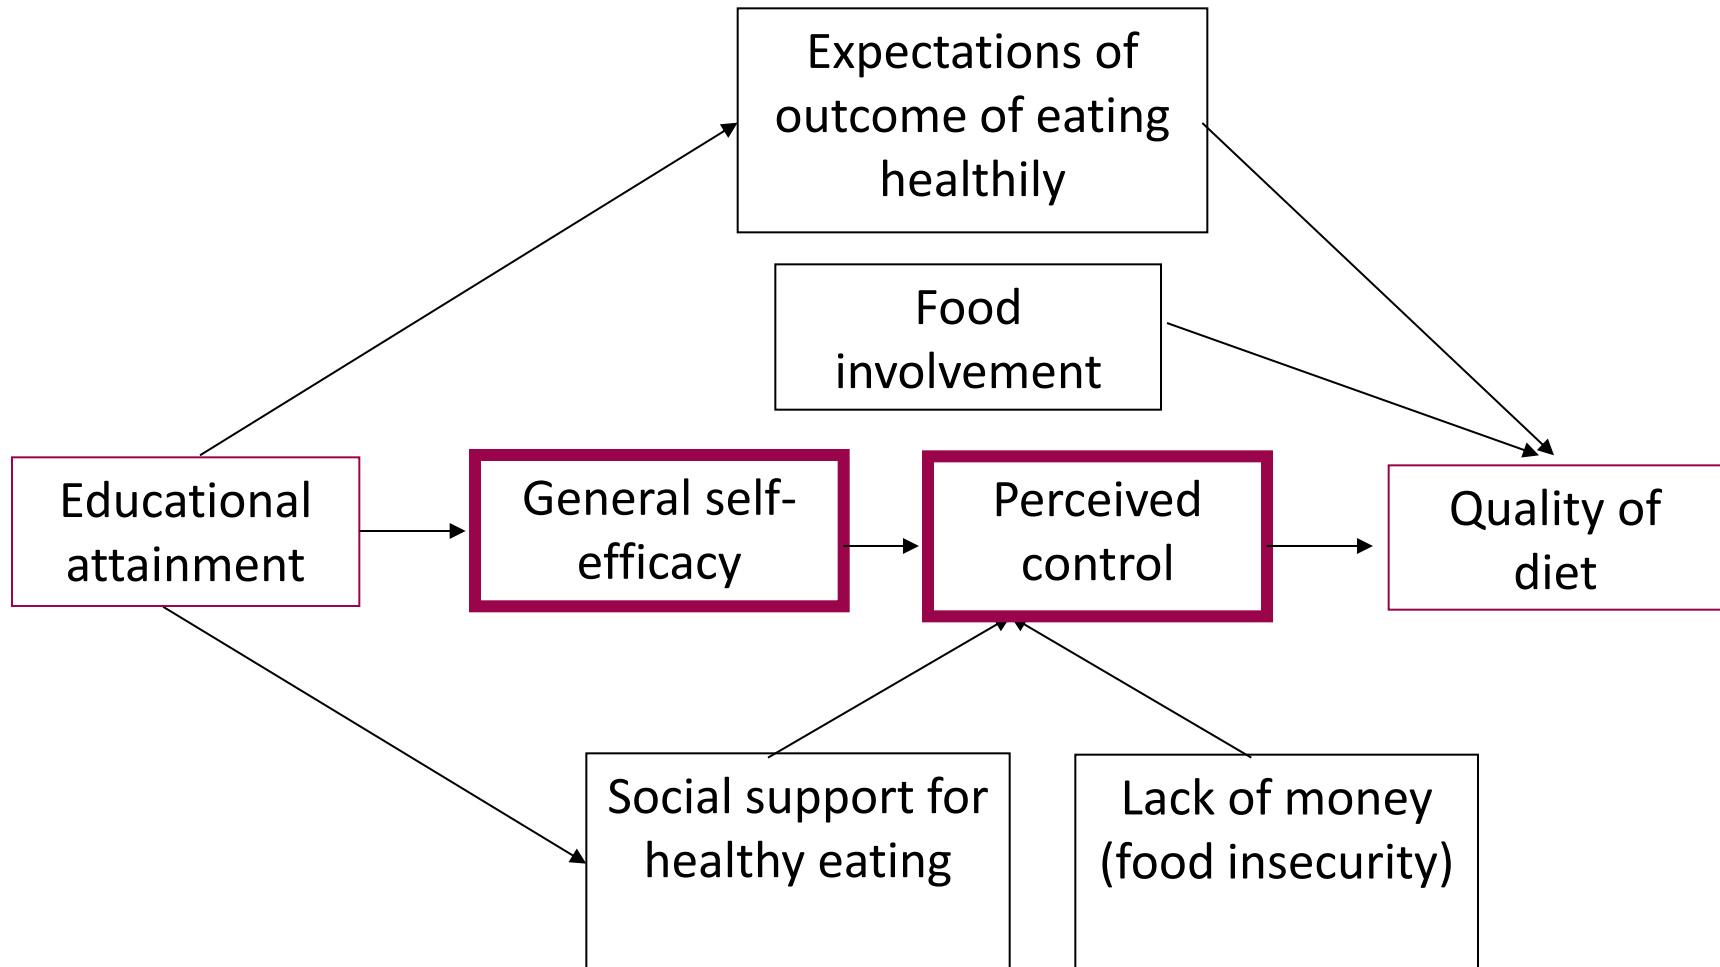 Expectations of
outcome of eating
healthily
Food
involvement
Educational
attainment
General self-
efficacy
Perceived
control
Quality of
diet
Social support for
healthy eating
Lack of money
(food insecurity)